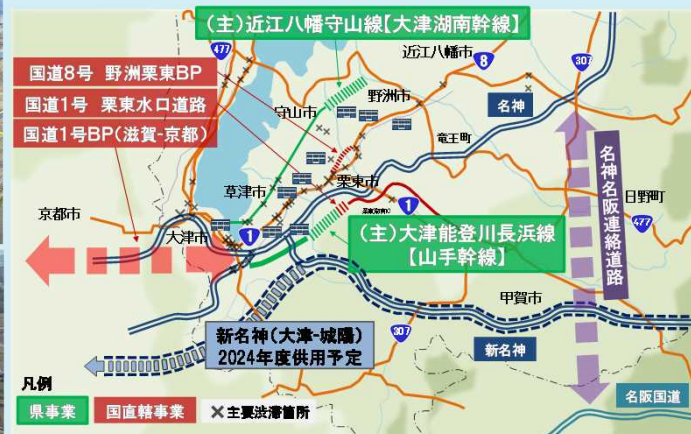 (主)近江八幡守山線【大津湖南幹線】
477
近江八幡市
8
307
国道8号 野洲栗東BP
野洲市
名神
国道1号 栗東水口道路
守山市
国道1号BP(滋賀-京都)
竜王町
名神名阪連絡道路
草津市
栗東市
日野町
京都市
1
477
大津市
1
(主)大津能登川長浜線
【山手幹線】
甲賀市
新名神(大津-城陽)
2024年度供用予定
307
新名神
凡例
県事業
国直轄事業
×主要渋滞箇所
名阪国道